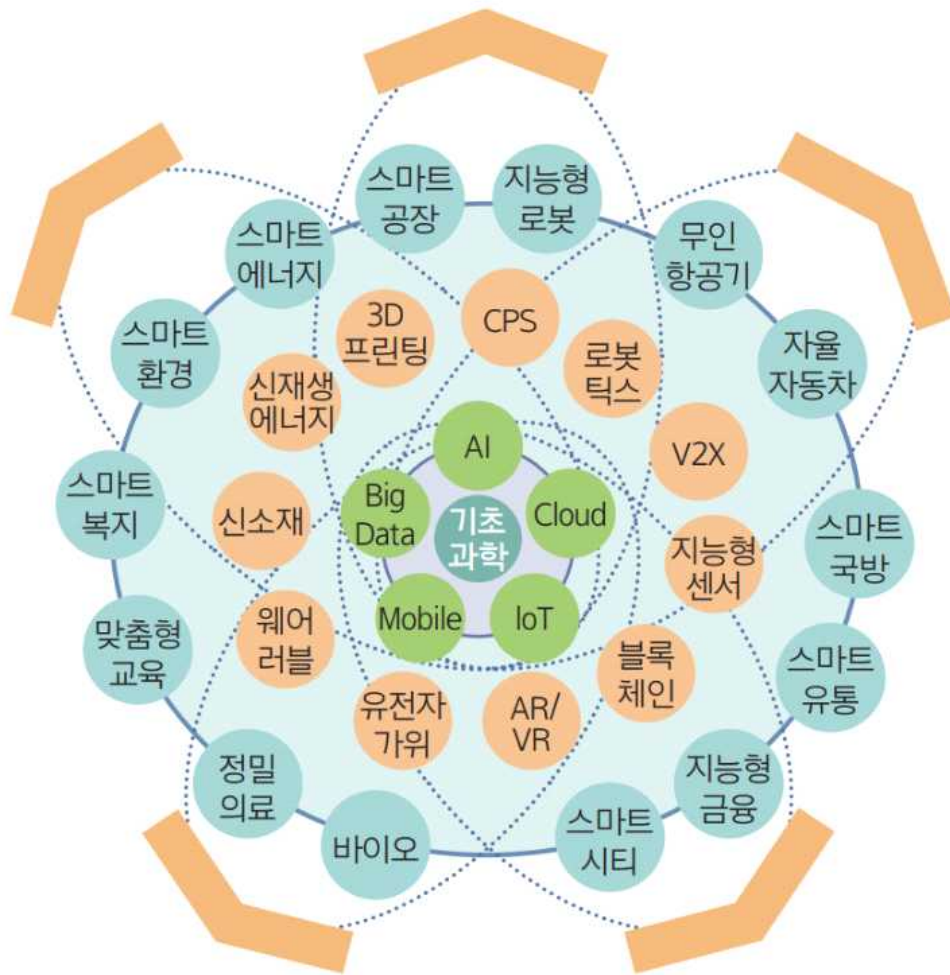 스마트
공장
지능형
로봇
스마트
에너지
무인
항공기
스마트
환경
3D
프린팅
CPS
로봇
틱스
자율
자동차
신재생
에너지
AI
V2X
스마트
복지
신소재
Big
Data
기초
과학
Cloud
지능형
센서
스마트
국방
맞춤형
교육
웨어
러블
Mobile
IoT
블록
체인
스마트
유통
유전자
가위
AR/
VR
정밀
의료
지능형
금융
바이오
스마트
시티